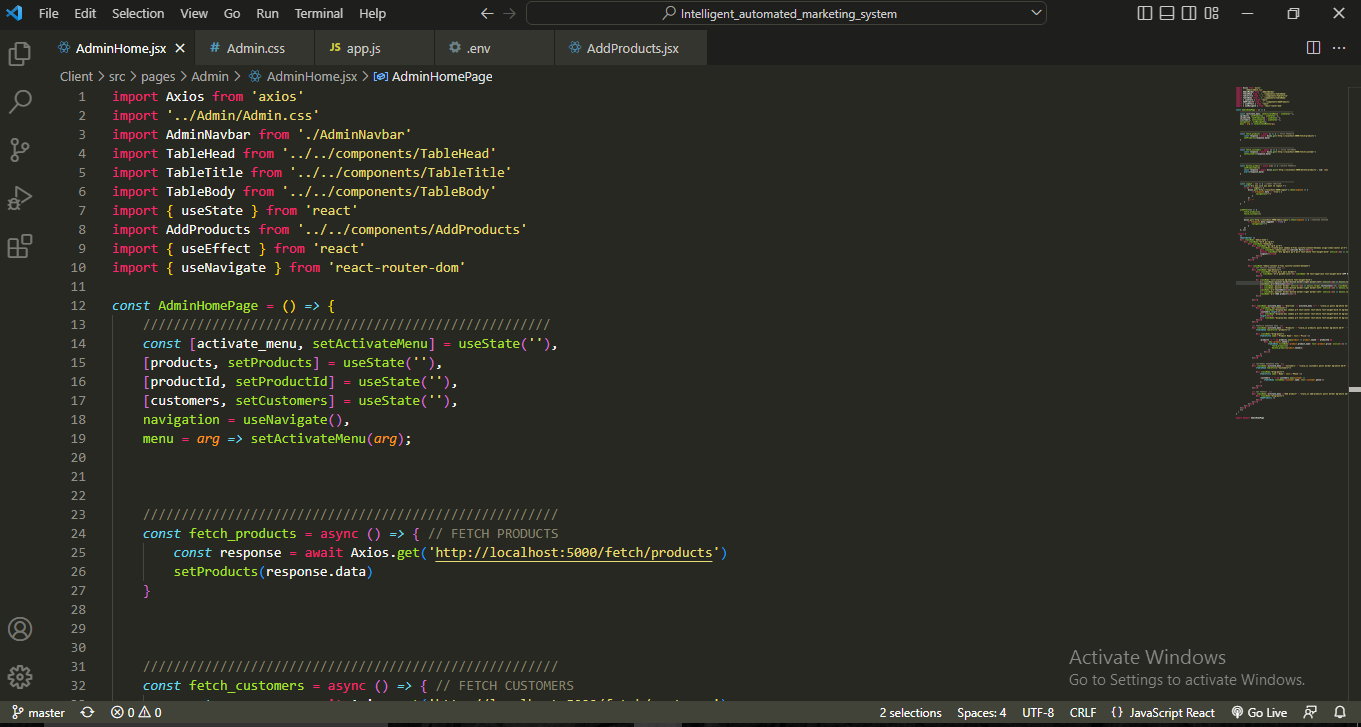 File Edit Selection View Go Run Terminal Help
Intelligent_automated_marketing_system
AdminHome.jsx
# Admin.css
JS app.js
.env
AddProducts.jsx
Client > src > pages > Admin > AdminHome.jsx > AdminHomePage
1 import Axios from 'axios'
2 import '../Admin/Admin.css'
3 import AdminNavbar from './AdminNavbar'
4 import TableHead from '../../components/TableHead'
5 import TableTitle from '../../components/TableTitle'
6 import TableBody from '../../components/TableBody'
7 import { useState } from 'react'
8 import AddProducts from '../../components/AddProducts'
9 import { useEffect } from 'react'
10 import { useNavigate } from 'react-router-dom'
11
12 const AdminHomePage = () => {
13 /////////////////////////////////////////////////////
14 const [activate_menu, setActivateMenu] = useState(''),
15 [products, setProducts] = useState(''),
16 [productId, setProductId] = useState(''),
17 [customers, setCustomers] = useState(''),
18 navigation = useNavigate(),
19 menu = arg => setActivateMenu(arg);
20
21
22
23 //////////////////////////////////////////////////////
24 const fetch_products = async () => { // FETCH PRODUCTS
25 const response = await Axios.get('http://localhost:5000/fetch/products')
26 setProducts(response.data)
27 }
28
29
30
31 //////////////////////////////////////////////////////
32 const fetch_customers = async () => { // FETCH CUSTOMERS
Activate Windows
Go to Settings to activate Windows.
master 0 0 2 selections Spaces: 4 UTF-8 CRLF {} JavaScript React Go Live